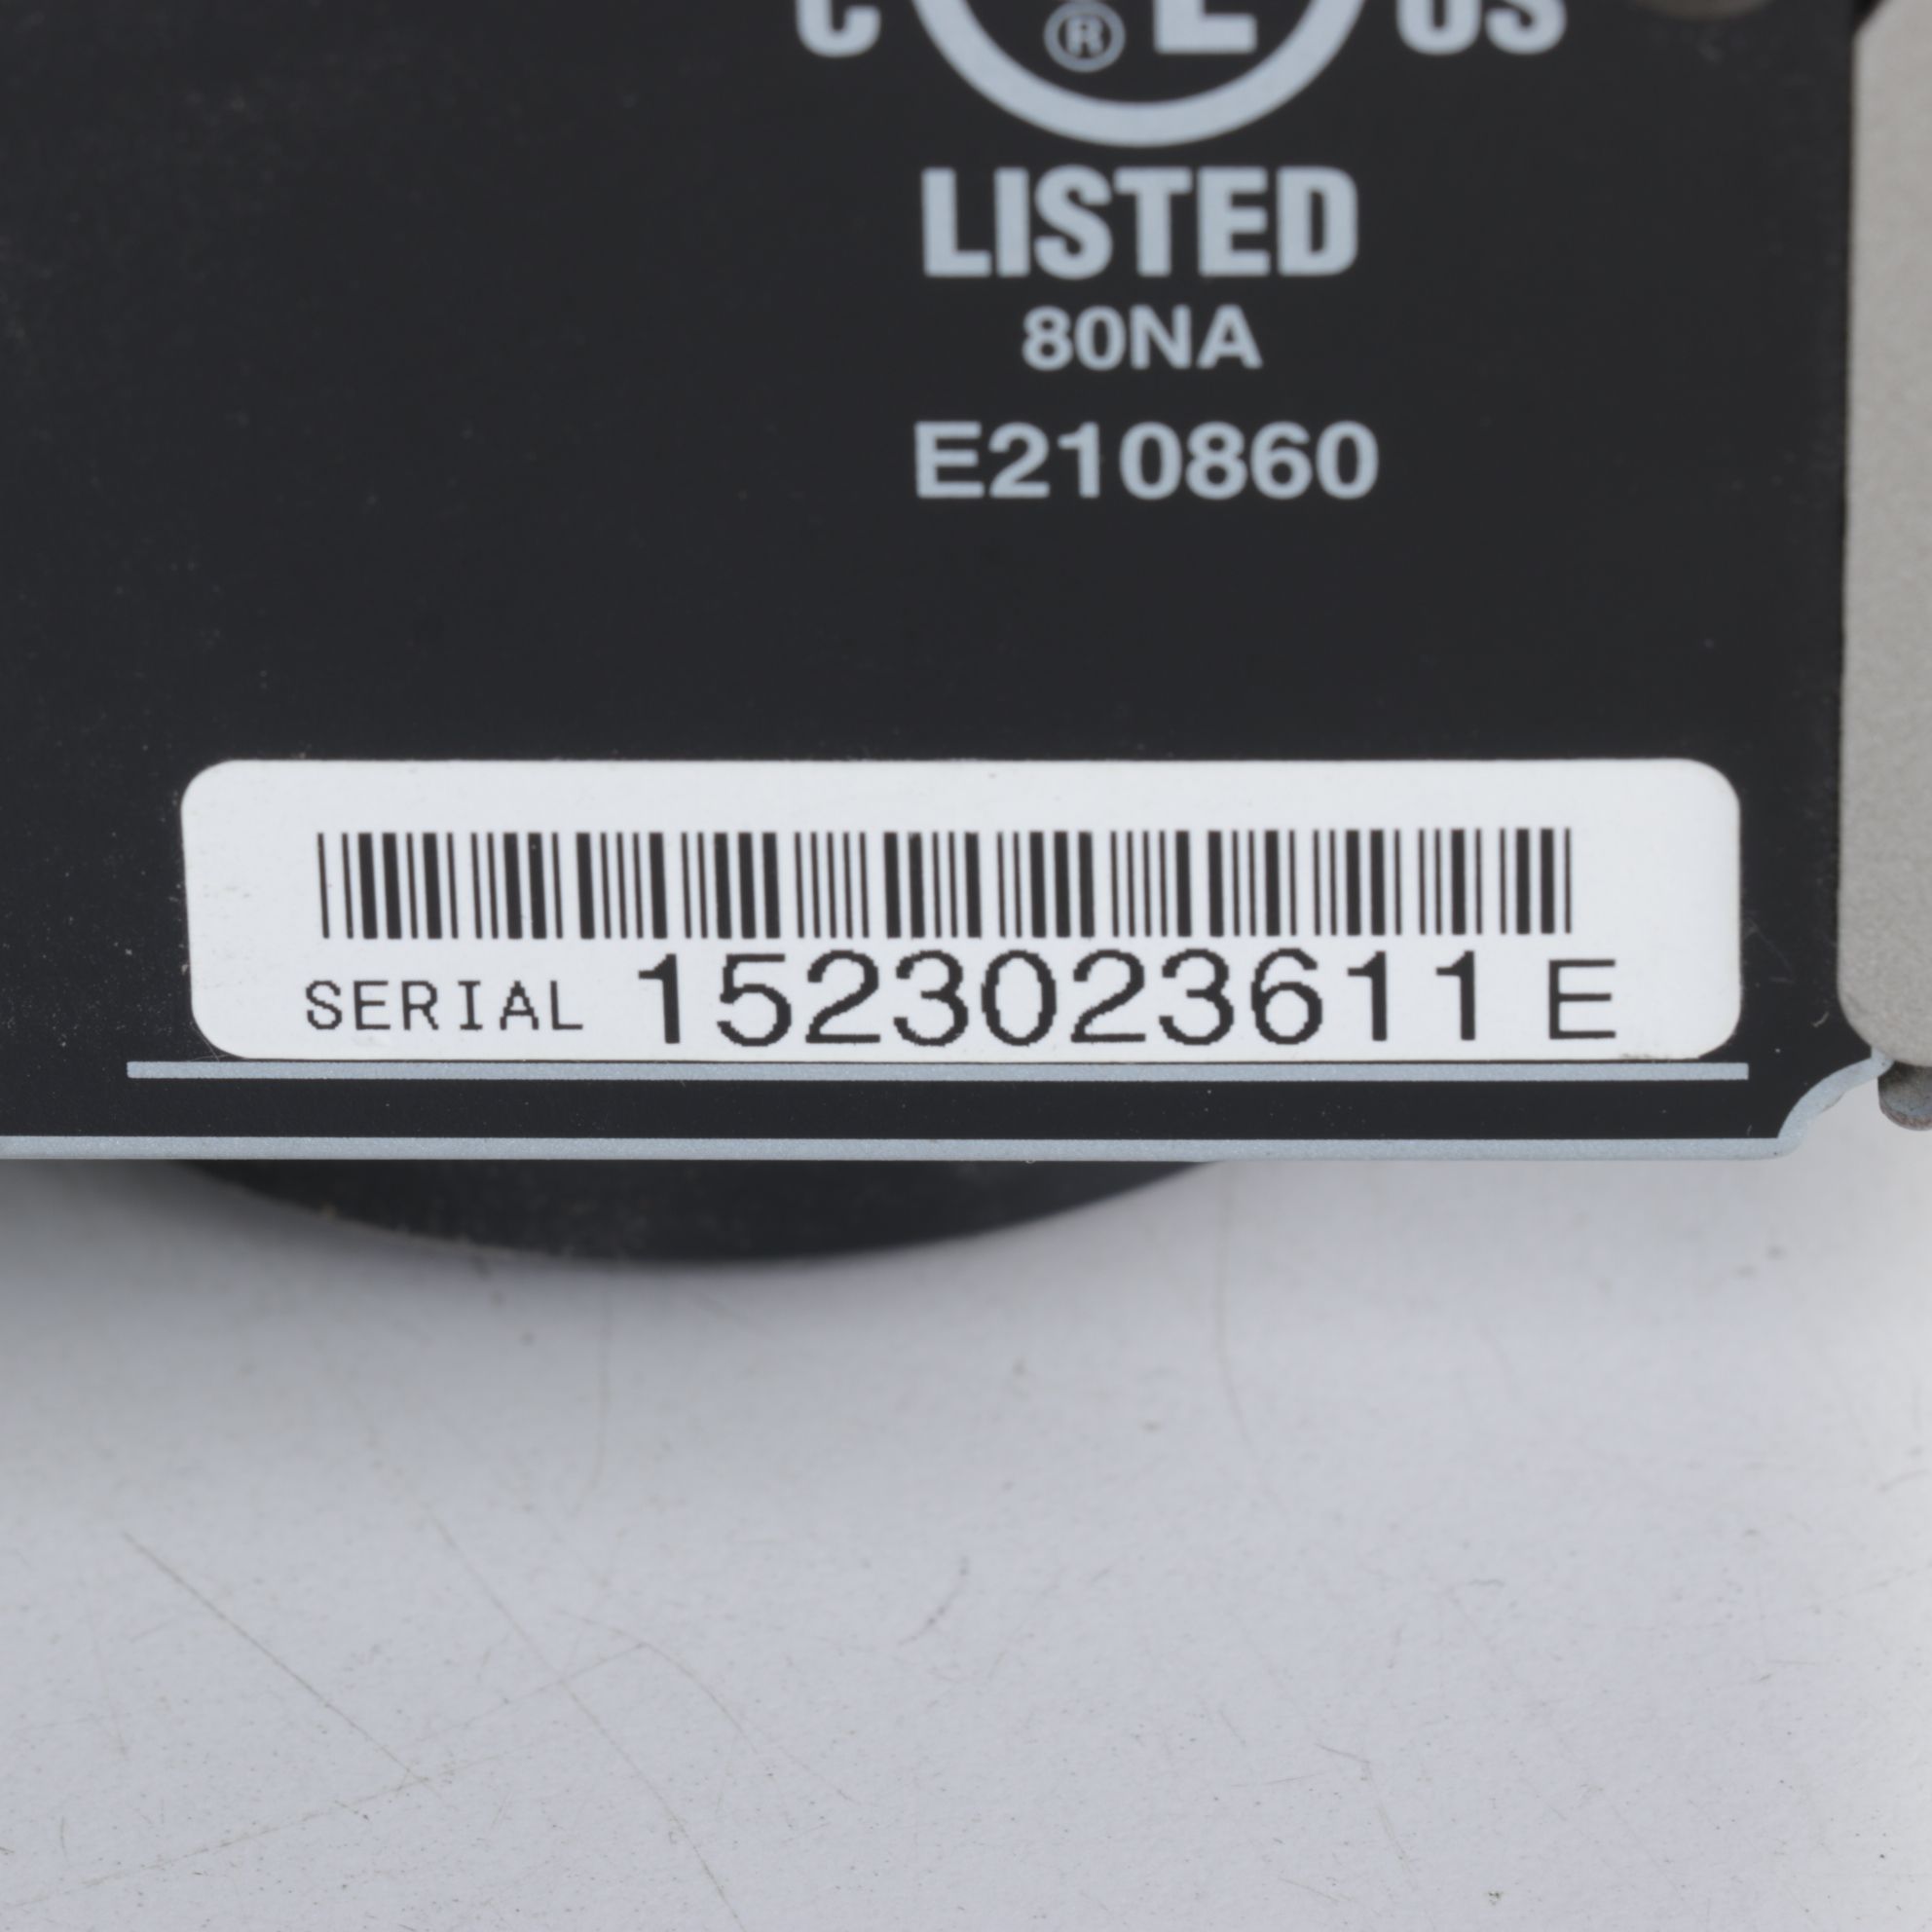 C ® L US
LISTED
80NA
E210860
SERIAL 1523023611 E